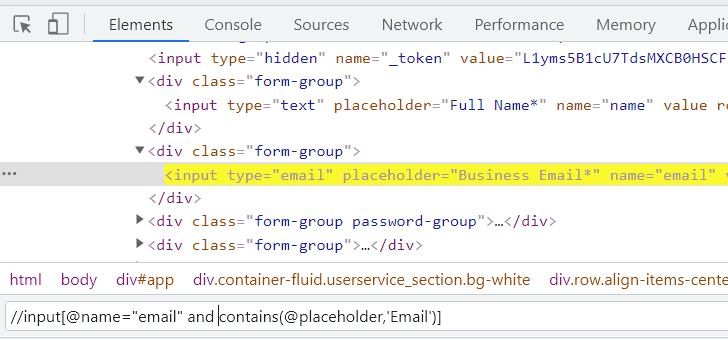 Elements Console Sources Network Performance Memory Appli
<input type="hidden" name="_token" value="L1yms5B1cU7TdsMXCB0HSCF
▼<div class="form-group">
<input type="text" placeholder="Full Name*" name="name" value re
</div>
▼<div class="form-group">
<input type="email" placeholder="Business Email*" name="email" v
</div>
▶<div class="form-group password-group">…</div>
▶<div class="form-group">…</div>
html body div#app div.container-fluid.userservice_section.bg-white div.row.align-items-cente
//input[@name="email" and contains(@placeholder,'Email')]